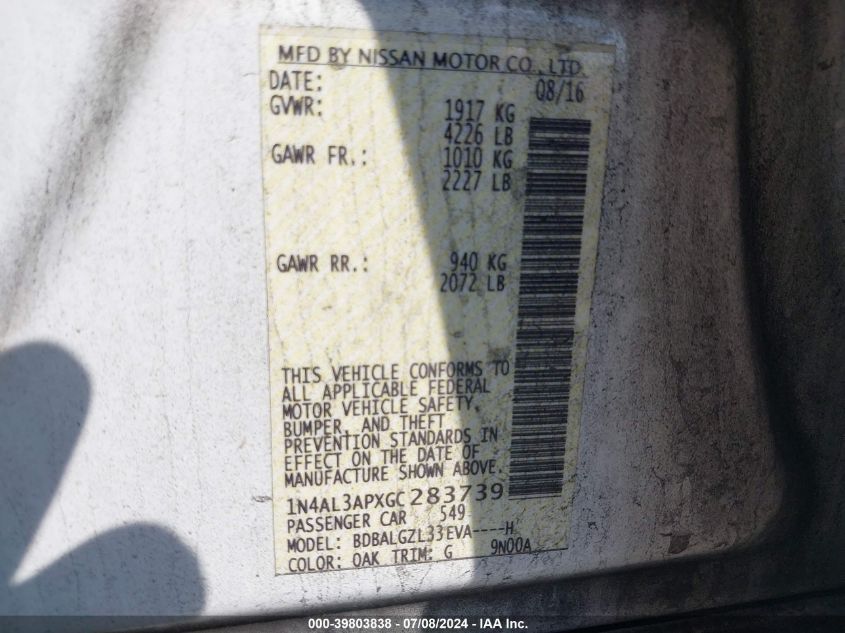 MFD BY NISSAN MOTOR CO., LTD.
DATE: 08/16
GVWR: 1917 KG
4226 LB
GAWR FR.: 1010 KG
2227 LB
GAWR RR.: 940 KG
2072 LB
THIS VEHICLE CONFORMS TO
ALL APPLICABLE FEDERAL
MOTOR VEHICLE SAFETY,
BUMPER, AND THEFT
PREVENTION STANDARDS IN
EFFECT ON THE DATE OF
MANUFACTURE SHOWN ABOVE.
1N4AL3APXGC283739
PASSENGER CAR 549
MODEL: BDBALGZL33EVA----H
COLOR: QAK TRIM: G 9N00A
000-39803838 - 07/08/2024 - IAA Inc.